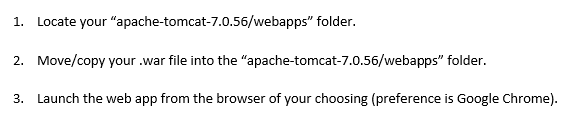 1. Locate your “apache-tomcat-7.0.56/webapps” folder.
2. Move/copy your .war file into the “apache-tomcat-7.0.56/webapps” folder.
3. Launch the web app from the browser of your choosing (preference is Google Chrome).